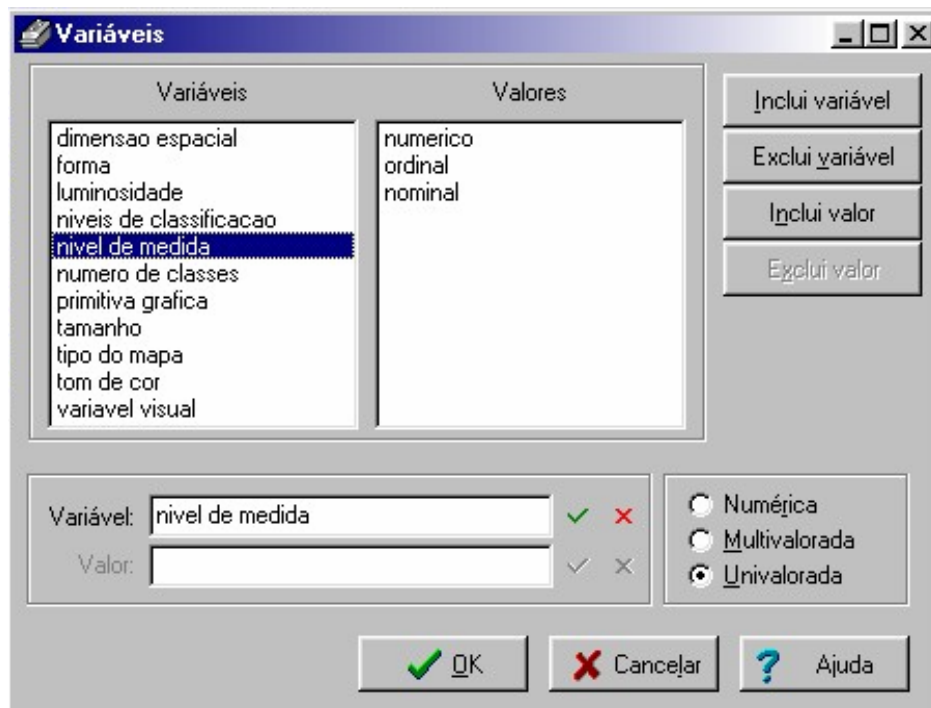 Variáveis
Variáveis
Valores
dimensao espacial
forma
luminosidade
niveis de classificacao
nivel de medida
numero de classes
primitiva grafica
tamanho
tipo do mapa
tom de cor
variavel visual
numerico
ordinal
nominal
Inclui variável
Exclui variável
Inclui valor
Exclui valor
Variável: nivel de medida
Valor:
Numérica
Multivalorada
Univalorada
OK
Cancelar
? Ajuda